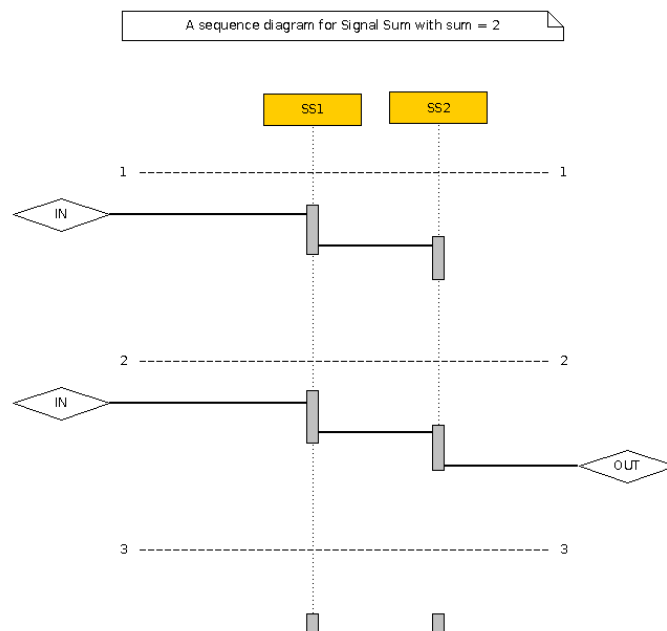 A sequence diagram for Signal Sum with sum = 2
SS1 SS2
1 1
IN
2 2
IN
OUT
3 3